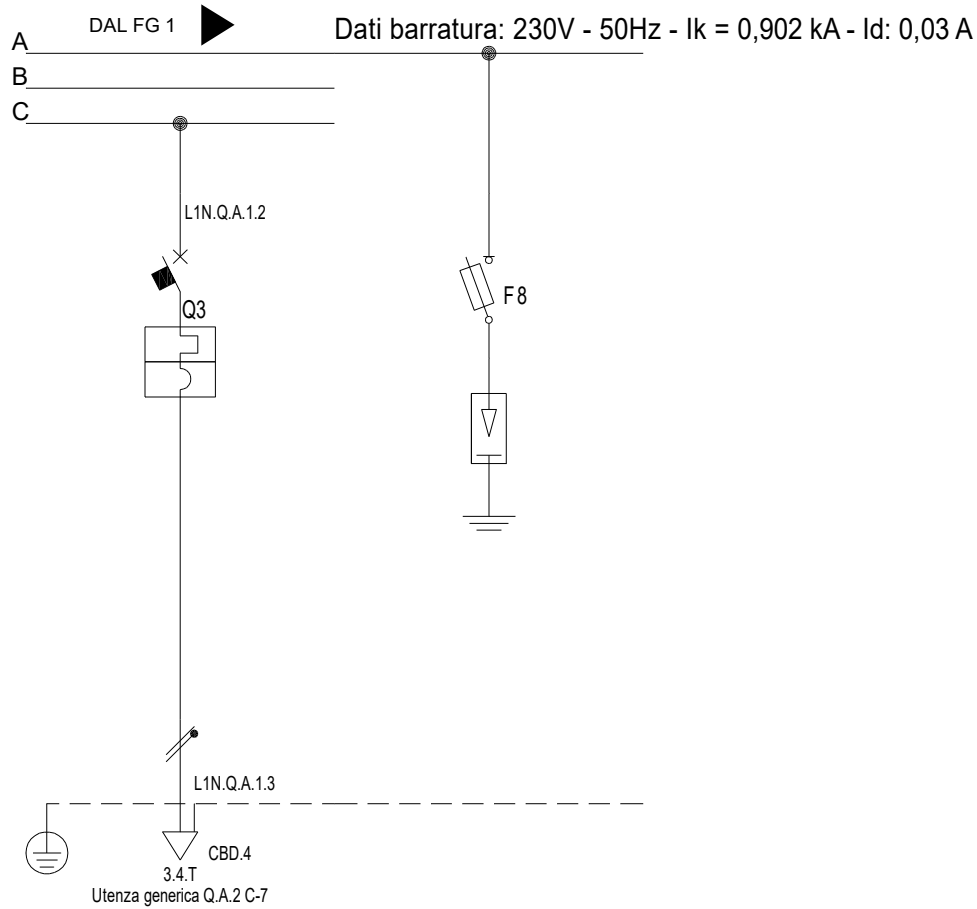 DAL FG 1
Dati barratura: 230V - 50Hz - Ik = 0,902 kA - Id: 0,03 A
A
B
C
L1N.Q.A.1.2
Q3
F8
L1N.Q.A.1.3
CBD.4
3.4.T
Utenza generica Q.A.2 C-7